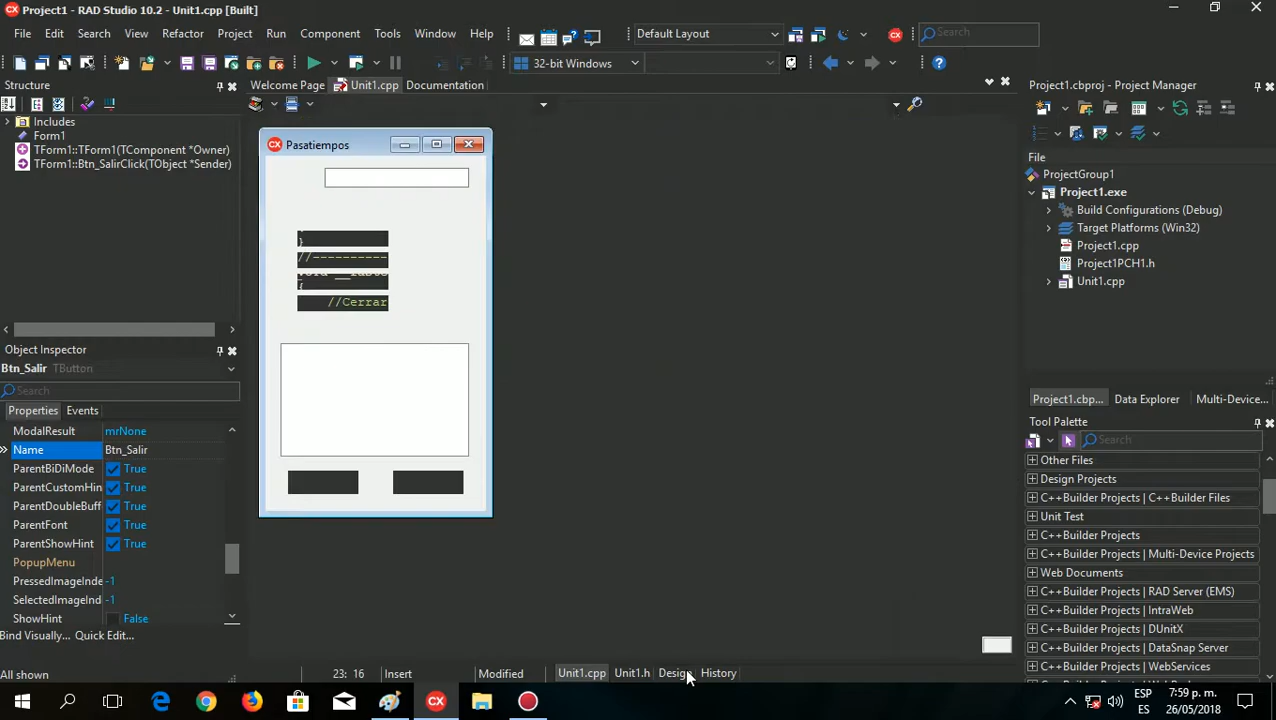 Project1 - RAD Studio 10.2 - Unit1.cpp [Built]
File Edit Search View Refactor Project Run Component Tools Window Help
Default Layout
Search
32-bit Windows
Structure
Welcome Page Unit1.cpp Documentation
Project1.cbproj - Project Manager
Includes
Form1
TForm1::TForm1(TComponent *Owner)
TForm1::Btn_SalirClick(TObject *Sender)
Pasatiempos
}
//----------
{
//Cerrar
File
ProjectGroup1
Project1.exe
Build Configurations (Debug)
Target Platforms (Win32)
Project1.cpp
Project1PCH1.h
Unit1.cpp
Object Inspector
Btn_Salir TButton
Search
Properties Events
ModalResult mrNone
Name Btn_Salir
ParentBiDiMode True
ParentCustomHin
True
ParentDoubleBuff
True
ParentFont True
ParentShowHint True
PopupMenu
PressedImageInde -1
SelectedImageInd -1
ShowHint False
Bind Visually... Quick Edit...
All shown
Project1.cbp... Data Explorer Multi-Device...
Tool Palette
Search
Other Files
Design Projects
C++Builder Projects | C++Builder Files
Unit Test
C++Builder Projects
C++Builder Projects | Multi-Device Projects
Web Documents
C++Builder Projects | RAD Server (EMS)
C++Builder Projects | IntraWeb
C++Builder Projects | DUnitX
C++Builder Projects | DataSnap Server
C++Builder Projects | WebServices
23: 16 Insert Modified Unit1.cpp Unit1.h Design History
ESP
7:59 p. m.
26/05/2018